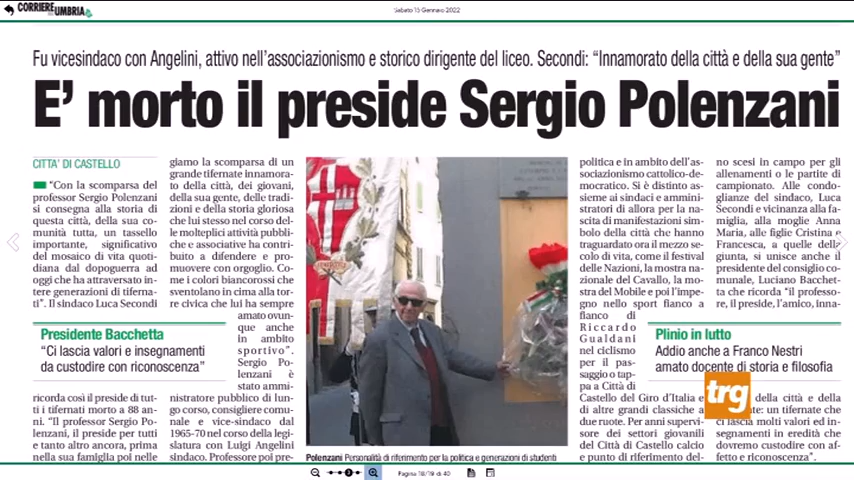 CORRIERE
UMBRIA
Sabato 15 Gennaio 2022
Fu vicesindaco con Angelini, attivo nell'associazionismo e storico dirigente del liceo. Secondi: “Innamorato della città e della sua gente”
E’ morto il preside Sergio Polenzani
CITTA’ DI CASTELLO
“Con la scomparsa del
professor Sergio Polenzani
si consegna alla storia di
questa città, della sua co-
munità tutta, un tassello
importante, significativo
del mosaico di vita quoti-
diana dal dopoguerra ad
oggi che ha attraversato in-
tere generazioni di tiferna-
ti”. Il sindaco Luca Secondi
Presidente Bacchetta
“Ci lascia valori e insegnamenti
da custodire con riconoscenza”
ricorda così il preside di tut-
ti i tifernati morto a 88 an-
ni. “Il professor Sergio Po-
lenzani, il preside per tutti
e tanto altro ancora, prima
nella sua famiglia poi nelle
giamo la scomparsa di un
grande tifernate innamora-
to della città, dei giovani,
della sua gente, delle tradi-
zioni e della storia gloriosa
che lui stesso nel corso del-
le molteplici attività pubbli-
che e associative ha contri-
buito a difendere e pro-
muovere con orgoglio. Co-
me i colori biancorossi che
sventolano in cima alla tor-
re civica che lui ha sempre
amato ovun-
que anche
in ambito
sportivo”.
Sergio Po-
lenzani è
stato ammi-
nistratore pubblico di lun-
go corso, consigliere comu-
nale e vice-sindaco dal
1965-70 nel corso della legi-
slatura con Luigi Angelini
sindaco. Professore poi pre-
Polenzani Personalità di riferimento per la politica e generazioni di studenti
politica e in ambito dell'as-
sociazionismo cattolico-de-
mocratico. Si è distinto
assieme ai sindaci e ammini-
stratori di allora per la na-
scita di manifestazioni sim-
bolo della città che hanno
traguardato ora il mezzo se-
colo di vita, come il festival
delle Nazioni, la mostra na-
zionale del Cavallo, la mo-
stra del Mobile e poi l'impe-
gno nello sport fianco a
fianco di
Riccardo
Gualdani
nel ciclismo
per il pas-
saggio o tap-
pa a Città di
Castello del Giro d'Italia e
di altre grandi classiche a
due ruote. Per anni supervi-
sore dei settori giovanili
del Città di Castello calcio
e punto di riferimento del-
no scesi in campo per gli
allenamenti o le partite di
campionato. Alle condo-
glianze del sindaco, Luca
Secondi e vicinanza alla fa-
miglia, alla moglie Anna
Maria, alle figlie Cristina e
Francesca, a quelle della
giunta, si unisce anche il
presidente del consiglio co-
munale, Luciano Bacchet-
ta che ricorda “il professo-
re, il preside, l'amico, inna-
Plinio in lutto
Addio anche a Franco Nestri
amato docente di storia e filosofia
trg
della città e della
te: un tifernate che
ci lascia molti valori ed in-
segnamenti in eredità che
dovremo custodire con af-
fetto e riconoscenza”.
Pagina 18/19 di 40